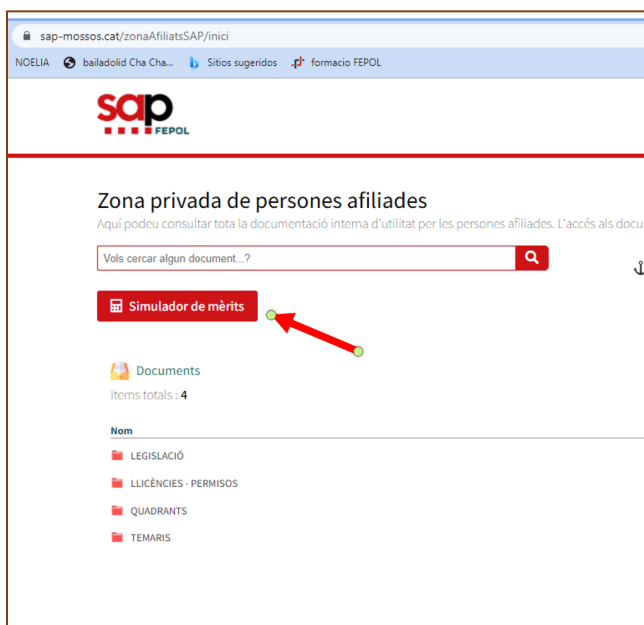 sap-mossos.cat/zonaAfiliatsSAP/inici
NOELIA bailadolid Cha Cha... Sitios sugeridos formacio FEPOL
sap
FEPOL
Zona privada de persones afiliades
Aquí podeu consultar tota la documentació interna d'utilitat per les persones afiliades. L'accés als docu
Vols cercar algun document...?
Simulador de mèrits
Documents
Items totals : 4
Nom
LEGISLACIÓ
LLICÈNCIES - PERMISOS
QUADRANTS
TEMARIS